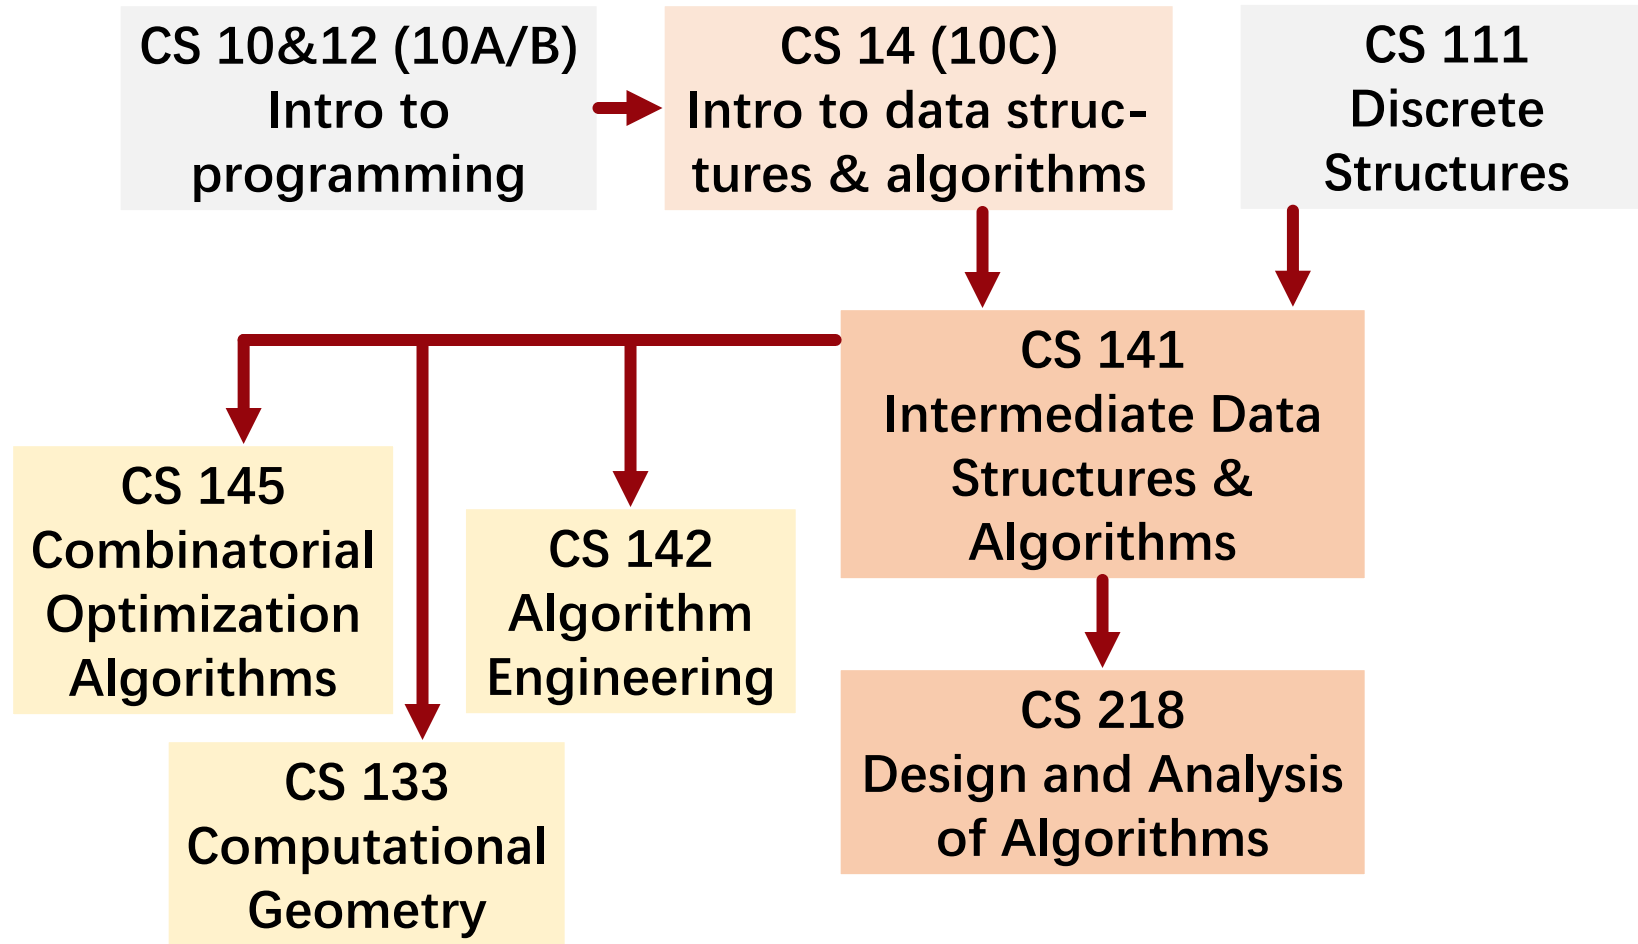 CS 10&12 (10A/B)
Intro to
programming
CS 14 (10C)
Intro to data struc-
tures & algorithms
CS 111
Discrete
Structures
CS 141
Intermediate Data
Structures &
Algorithms
CS 145
Combinatorial
Optimization
Algorithms
CS 142
Algorithm
Engineering
CS 133
Computational
Geometry
CS 218
Design and Analysis
of Algorithms